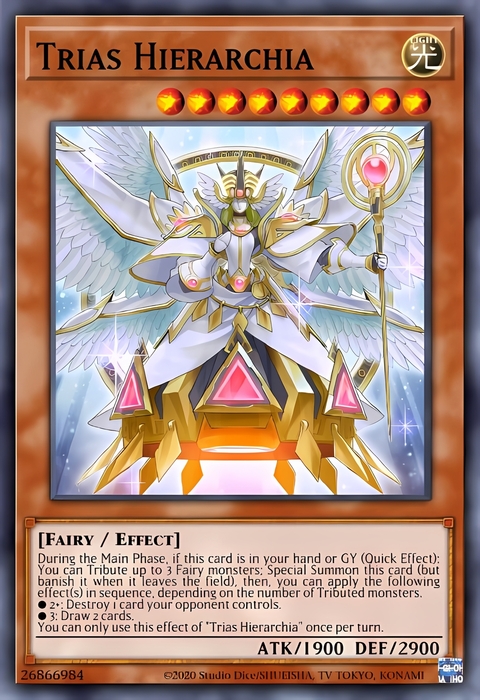 TRIAS HIERARCHIA
LIGHT
光
[FAIRY / EFFECT]
During the Main Phase, if this card is in your hand or GY (Quick Effect):
You can Tribute up to 3 Fairy monsters; Special Summon this card (but
banish it when it leaves the field), then, you can apply the following
effect(s) in sequence, depending on the number of Tributed monsters.
● 2+: Destroy 1 card your opponent controls.
● 3: Draw 2 cards.
You can only use this effect of "Trias Hierarchia" once per turn.
ATK/1900 DEF/2900
26866984
©2020 Studio Dice/SHUEISHA, TV TOKYO, KONAMI